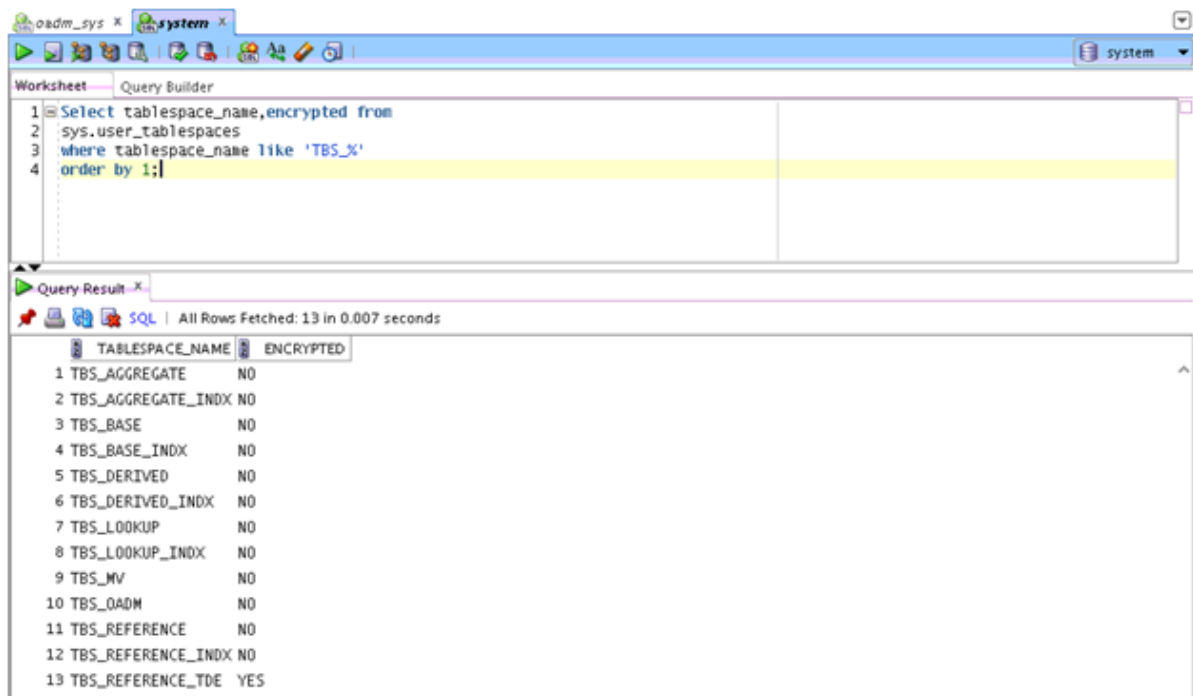 oadm_sys x system x
system
Worksheet Query Builder
1 Select tablespace_name,encrypted from
2 sys.user_tablespaces
3 where tablespace_name like 'TBS_%'
4 order by 1;
Query Result x
SQL | All Rows Fetched: 13 in 0.007 seconds
TABLESPACE_NAME ENCRYPTED
1 TBS_AGGREGATE NO
2 TBS_AGGREGATE_INDX NO
3 TBS_BASE NO
4 TBS_BASE_INDX NO
5 TBS_DERIVED NO
6 TBS_DERIVED_INDX NO
7 TBS_LOOKUP NO
8 TBS_LOOKUP_INDX NO
9 TBS_MV NO
10 TBS_OADM NO
11 TBS_REFERENCE NO
12 TBS_REFERENCE_INDX NO
13 TBS_REFERENCE_TDE YES